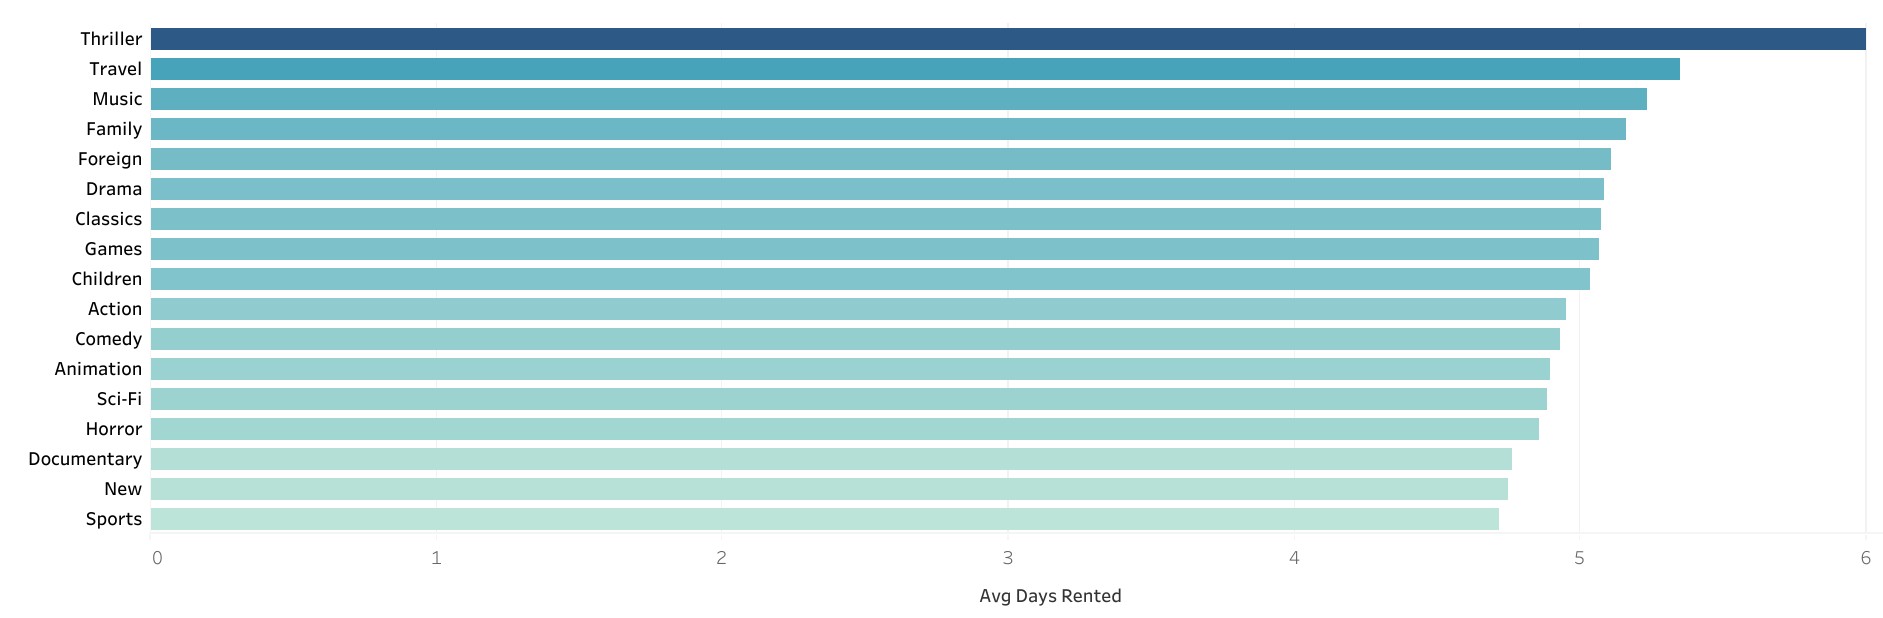 Thriller
Travel
Music
Family
Foreign
Drama
Classics
Games
Children
Action
Comedy
Animation
Sci-Fi
Horror
Documentary
New
Sports
0 1 2 3 4 5 6
Avg Days Rented